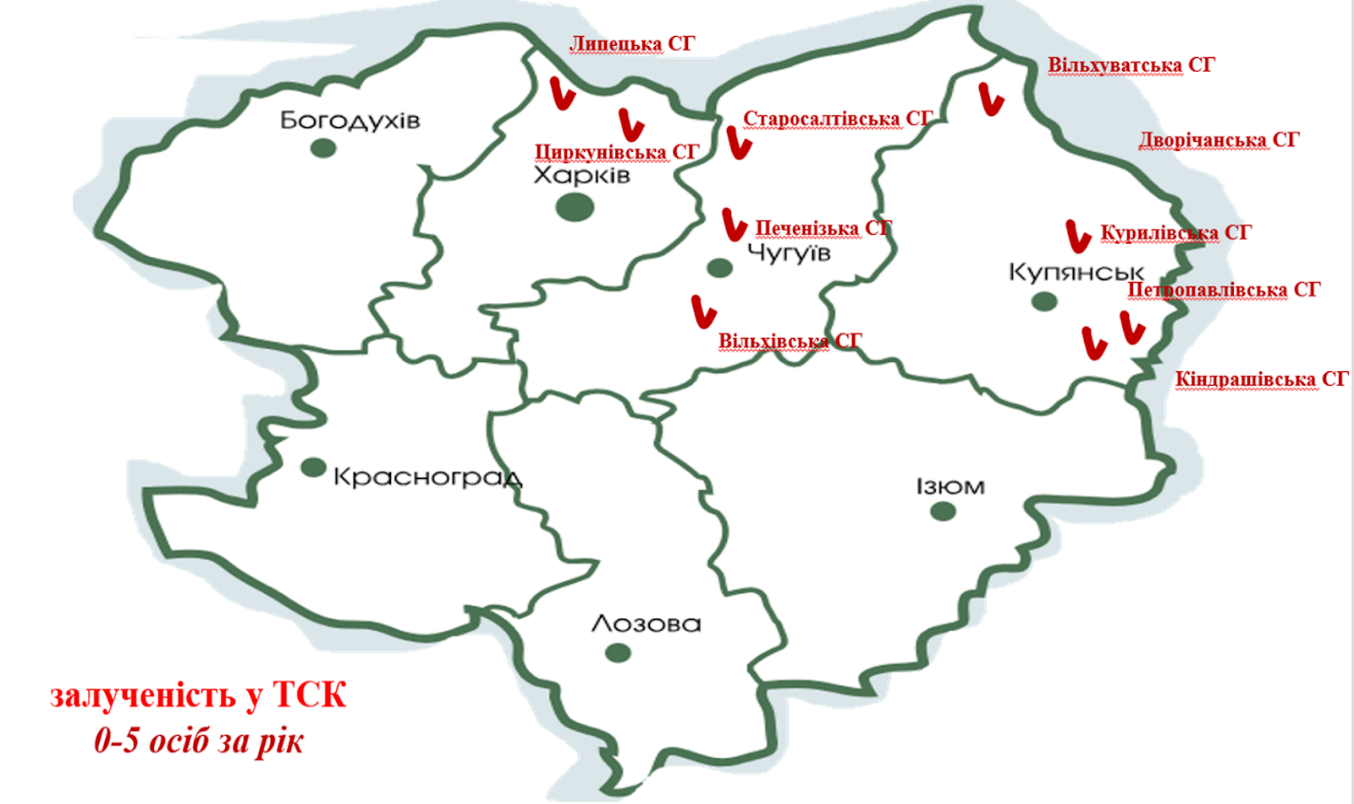 Липецька СГ
Вільхуватська СГ
Богодухів
Старосалтівська СГ
Дворічанська СГ
Циркунівська СГ
Харків
Печенізька СГ
Курилівська СГ
Чугуїв
Купянськ
Петропавлівська СГ
Вільхівська СГ
Кіндрашівська СГ
Красноград
Ізюм
Лозова
залученість у ТСК
0-5 осіб за рік